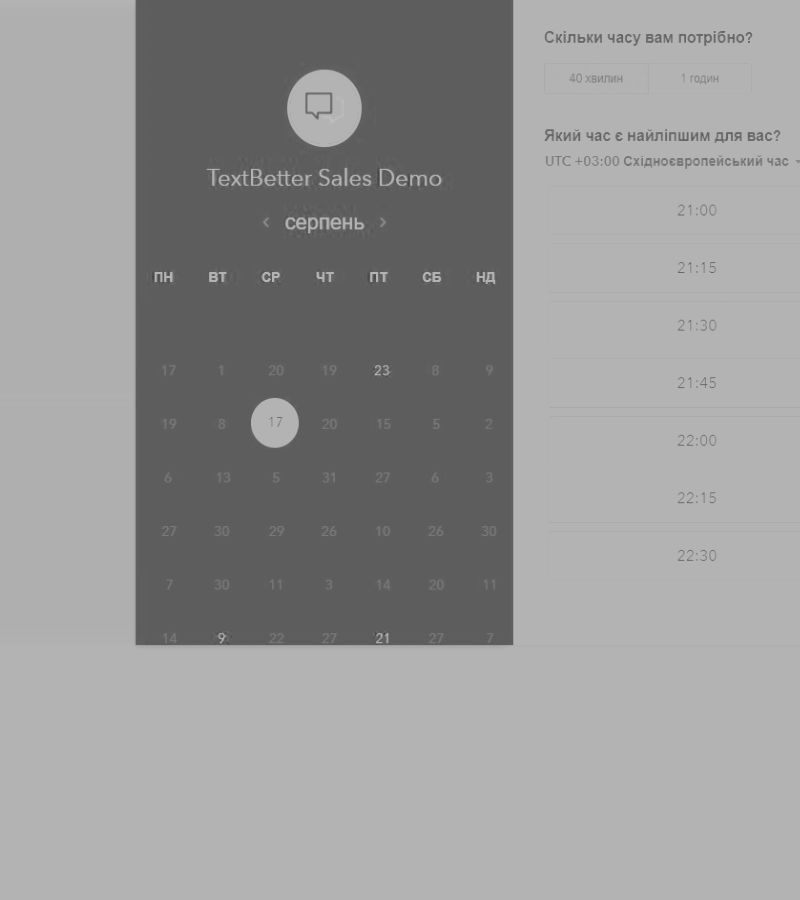 TextBetter Sales Demo
‹ серпень ›
ПН ВТ СР ЧТ ПТ СБ НД
17 1 20 19 23 8 9
19 8 17 20 15 5 2
6 13 5 31 27 6 3
27 30 29 26 10 26 30
7 30 11 3 14 20 11
14 9 22 27 21 27 7
Скільки часу вам потрібно?
40 хвилин 1 годин
Який час є найліпшим для вас?
UTC +03:00 Східноєвропейський час
21:00
21:15
21:30
21:45
22:00
22:15
22:30